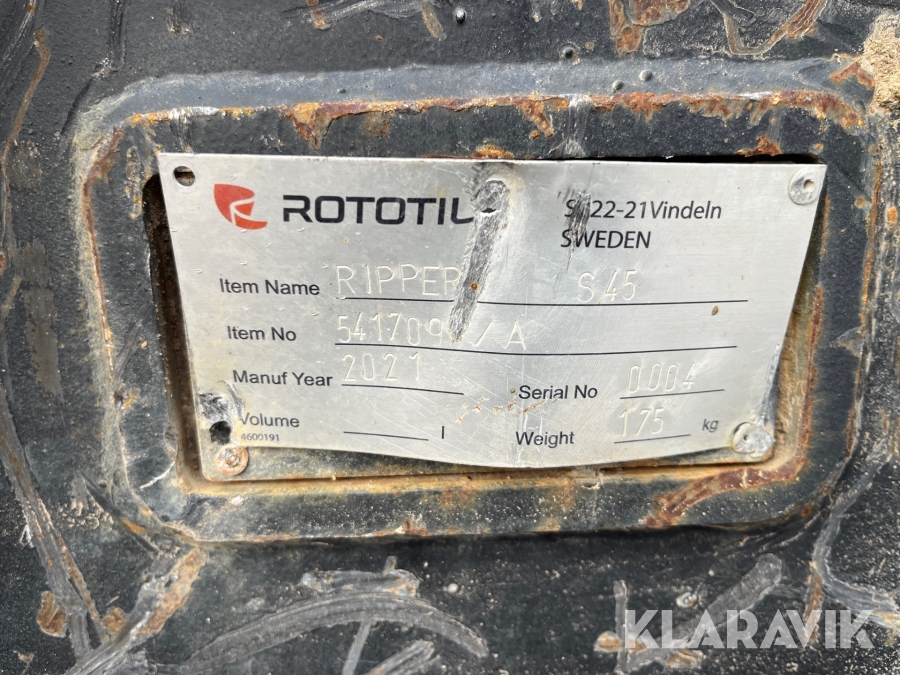 ROTOTIL
22-21Vindeln
SWEDEN
Item Name RIPPER S45
Item No
Manuf Year 2021 Serial No 0004
Volume l Weight 175 kg
4600191
KLARAVIK